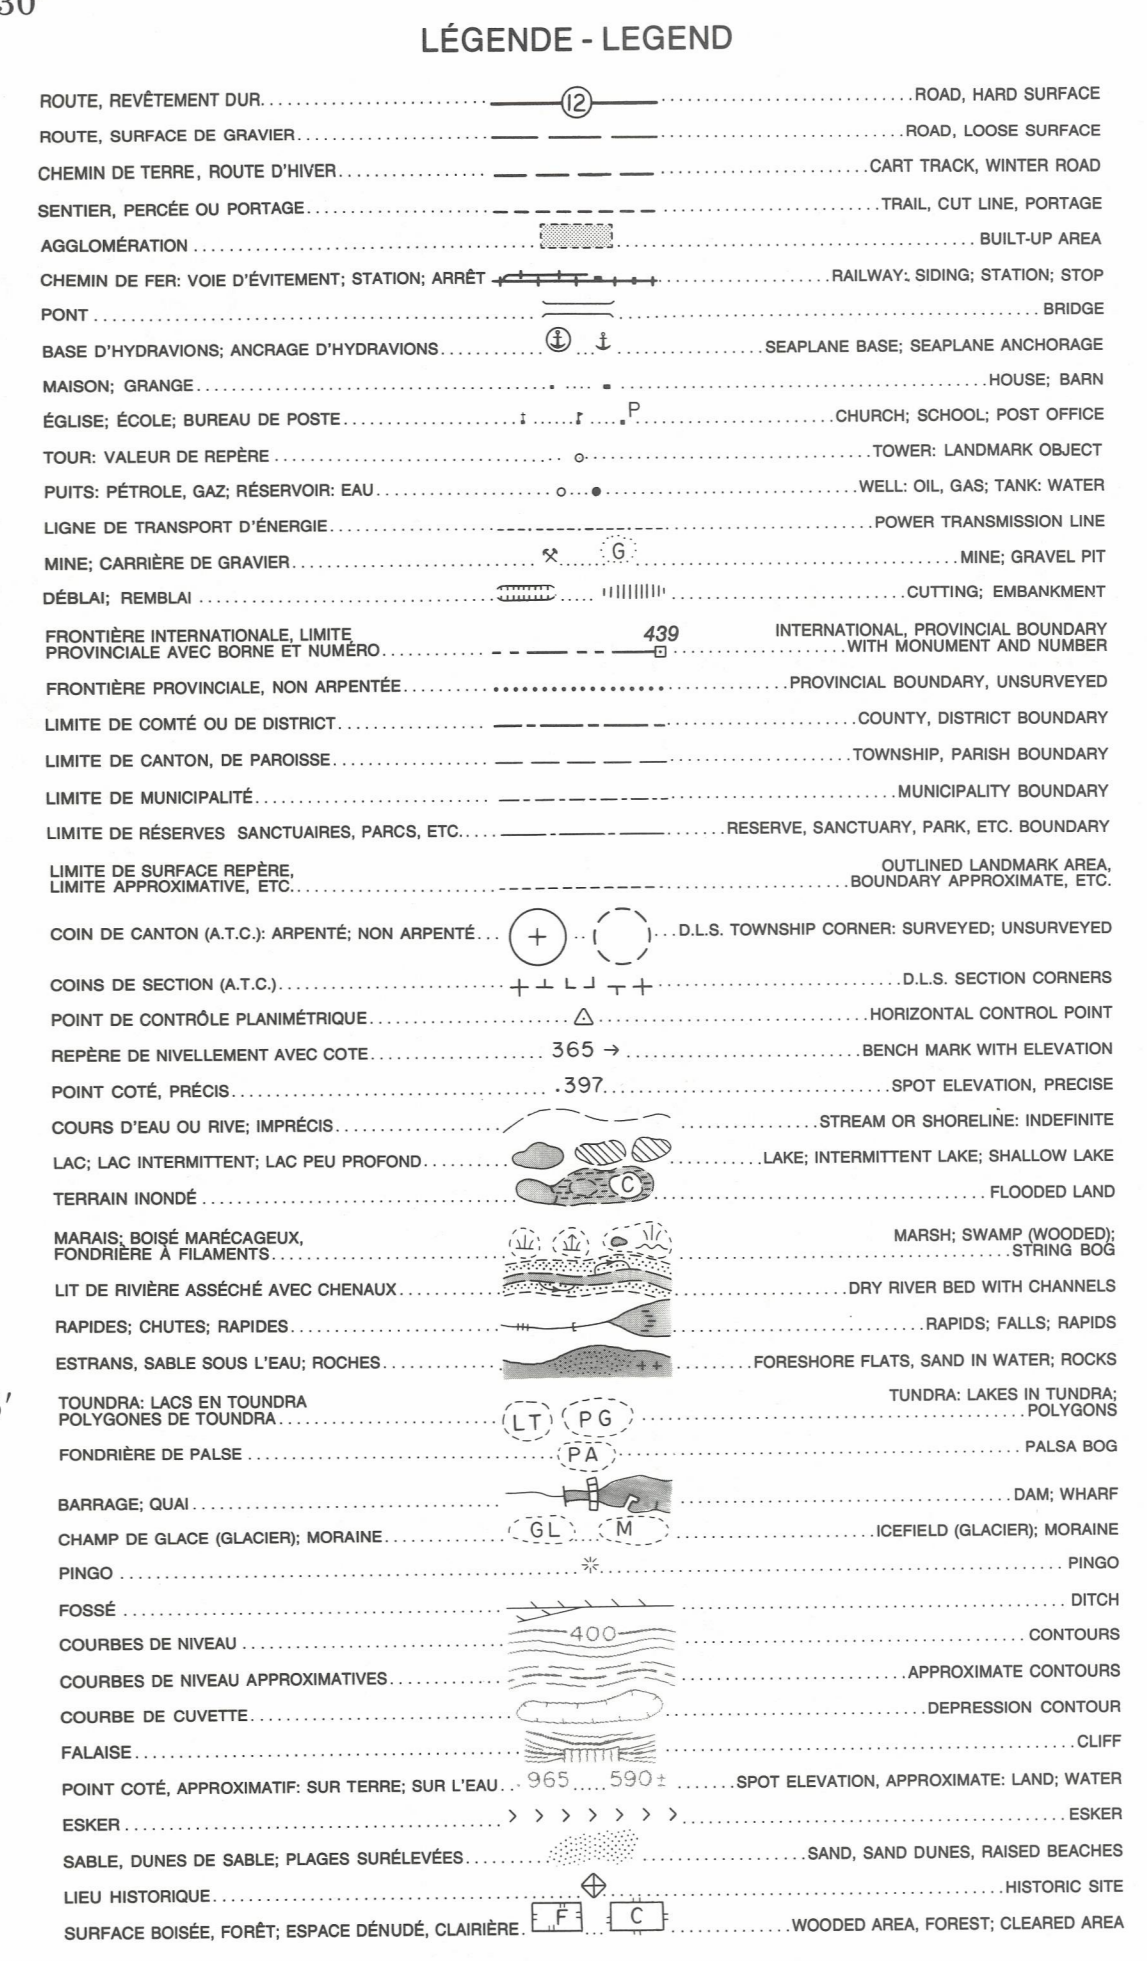 30
LÉGENDE - LEGEND
ROUTE, REVÊTEMENT DUR 12 ROAD, HARD SURFACE
ROUTE, SURFACE DE GRAVIER ROAD, LOOSE SURFACE
CHEMIN DE TERRE, ROUTE D'HIVER CART TRACK, WINTER ROAD
SENTIER, PERCÉE OU PORTAGE TRAIL, CUT LINE, PORTAGE
AGGLOMÉRATION BUILT-UP AREA
CHEMIN DE FER: VOIE D'ÉVITEMENT; STATION; ARRÊT RAILWAY: SIDING; STATION; STOP
PONT BRIDGE
BASE D'HYDRAVIONS; ANCRAGE D'HYDRAVIONS SEAPLANE BASE; SEAPLANE ANCHORAGE
MAISON; GRANGE HOUSE; BARN
ÉGLISE; ÉCOLE; BUREAU DE POSTE P CHURCH; SCHOOL; POST OFFICE
TOUR: VALEUR DE REPÈRE TOWER: LANDMARK OBJECT
PUITS: PÉTROLE, GAZ; RÉSERVOIR: EAU WELL: OIL, GAS; TANK: WATER
LIGNE DE TRANSPORT D'ÉNERGIE POWER TRANSMISSION LINE
MINE; CARRIÈRE DE GRAVIER G MINE; GRAVEL PIT
DÉBLAI; REMBLAI CUTTING; EMBANKMENT
FRONTIÈRE INTERNATIONALE, LIMITE 439 INTERNATIONAL, PROVINCIAL BOUNDARY
PROVINCIALE AVEC BORNE ET NUMÉRO WITH MONUMENT AND NUMBER
FRONTIÈRE PROVINCIALE, NON ARPENTÉE PROVINCIAL BOUNDARY, UNSURVEYED
LIMITE DE COMTÉ OU DE DISTRICT COUNTY, DISTRICT BOUNDARY
LIMITE DE CANTON, DE PAROISSE TOWNSHIP, PARISH BOUNDARY
LIMITE DE MUNICIPALITÉ MUNICIPALITY BOUNDARY
LIMITE DE RÉSERVES SANCTUAIRES, PARCS, ETC. RESERVE, SANCTUARY, PARK, ETC. BOUNDARY
LIMITE DE SURFACE REPÈRE, OUTLINED LANDMARK AREA,
LIMITE APPROXIMATIVE, ETC. BOUNDARY APPROXIMATE, ETC.
COIN DE CANTON (A.T.C.): ARPENTÉ; NON ARPENTÉ D.L.S. TOWNSHIP CORNER: SURVEYED; UNSURVEYED
COINS DE SECTION (A.T.C.) D.L.S. SECTION CORNERS
POINT DE CONTRÔLE PLANIMÉTRIQUE HORIZONTAL CONTROL POINT
REPÈRE DE NIVELLEMENT AVEC COTE 365 → BENCH MARK WITH ELEVATION
POINT COTÉ, PRÉCIS .397 SPOT ELEVATION, PRECISE
COURS D'EAU OU RIVE; IMPRÉCIS STREAM OR SHORELINE: INDEFINITE
LAC; LAC INTERMITTENT; LAC PEU PROFOND LAKE; INTERMITTENT LAKE; SHALLOW LAKE
TERRAIN INONDÉ C FLOODED LAND
MARAIS; BOISÉ MARÉCAGEUX, MARSH; SWAMP (WOODED);
FONDRIÈRE À FILAMENTS STRING BOG
LIT DE RIVIÈRE ASSÉCHÉ AVEC CHENAUX DRY RIVER BED WITH CHANNELS
RAPIDES; CHUTES; RAPIDES RAPIDS; FALLS; RAPIDS
ESTRANS, SABLE SOUS L'EAU; ROCHES FORESHORE FLATS, SAND IN WATER; ROCKS
TOUNDRA: LACS EN TOUNDRA TUNDRA: LAKES IN TUNDRA;
POLYGONES DE TOUNDRA LT PG POLYGONS
FONDRIÈRE DE PALSE PA PALSA BOG
BARRAGE; QUAI DAM; WHARF
CHAMP DE GLACE (GLACIER); MORAINE GL M ICEFIELD (GLACIER); MORAINE
PINGO PINGO
FOSSÉ DITCH
COURBES DE NIVEAU 400 CONTOURS
COURBES DE NIVEAU APPROXIMATIVES APPROXIMATE CONTOURS
COURBE DE CUVETTE DEPRESSION CONTOUR
FALAISE CLIFF
POINT COTÉ, APPROXIMATIF: SUR TERRE; SUR L'EAU .965 590± SPOT ELEVATION, APPROXIMATE: LAND; WATER
ESKER ESKER
SABLE, DUNES DE SABLE; PLAGES SURÉLEVÉES SAND, SAND DUNES, RAISED BEACHES
LIEU HISTORIQUE HISTORIC SITE
SURFACE BOISÉE, FORÊT; ESPACE DÉNUDÉ, CLAIRIÈRE F C WOODED AREA, FOREST; CLEARED AREA